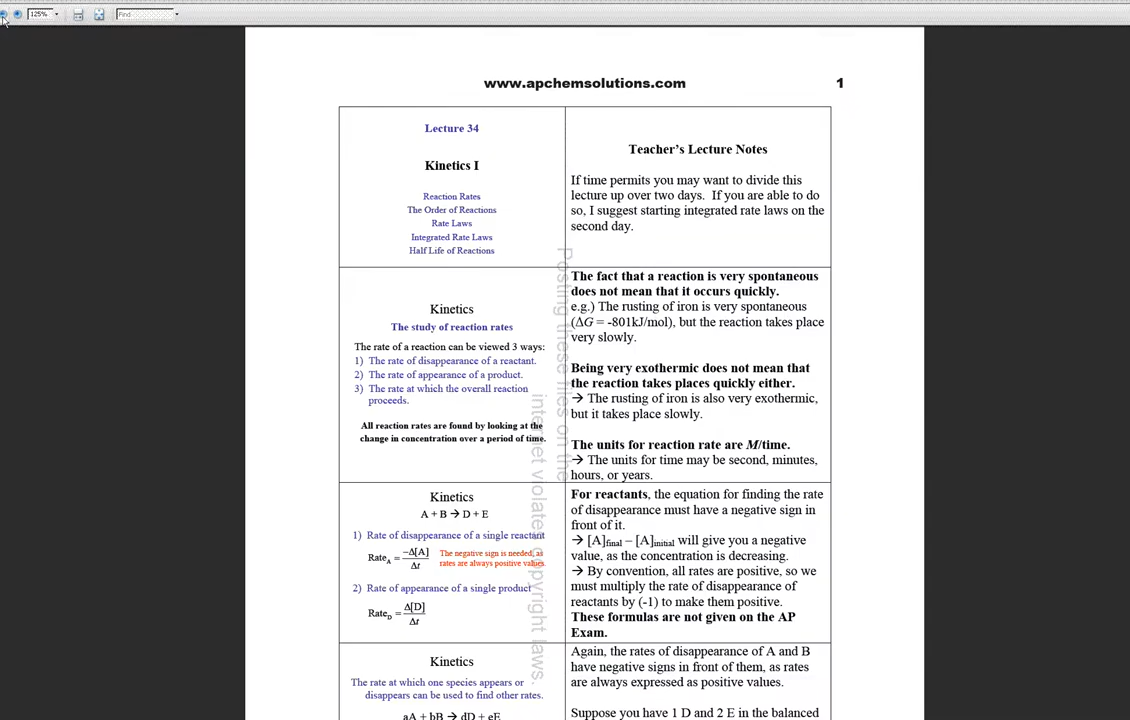 125%
Find
www.apchemsolutions.com
1
Lecture 34
Kinetics I
Reaction Rates
The Order of Reactions
Rate Laws
Integrated Rate Laws
Half Life of Reactions
Teacher's Lecture Notes
If time permits you may want to divide this
lecture up over two days. If you are able to do
so, I suggest starting integrated rate laws on the
second day.
Kinetics
The study of reaction rates
The rate of a reaction can be viewed 3 ways:
1) The rate of disappearance of a reactant.
2) The rate of appearance of a product.
3) The rate at which the overall reaction
proceeds.
All reaction rates are found by looking at the
change in concentration over a period of time.
The fact that a reaction is very spontaneous
does not mean that it occurs quickly.
e.g.) The rusting of iron is very spontaneous
(ΔG = -801kJ/mol), but the reaction takes place
very slowly.
Being very exothermic does not mean that
the reaction takes places quickly either.
→ The rusting of iron is also very exothermic,
but it takes place slowly.
The units for reaction rate are M/time.
→ The units for time may be second, minutes,
hours, or years.
Kinetics
A + B → D + E
1) Rate of disappearance of a single reactant
Rate_A = −Δ[A] / Δt
The negative sign is needed, as
rates are always positive values.
2) Rate of appearance of a single product
Rate_D = Δ[D] / Δt
For reactants, the equation for finding the rate
of disappearance must have a negative sign in
front of it.
→ [A]final – [A]initial will give you a negative
value, as the concentration is decreasing.
→ By convention, all rates are positive, so we
must multiply the rate of disappearance of
reactants by (-1) to make them positive.
These formulas are not given on the AP
Exam.
Kinetics
The rate at which one species appears or
disappears can be used to find other rates.
aA + bB → dD + eE
Again, the rates of disappearance of A and B
have negative signs in front of them, as rates
are always expressed as positive values.
Suppose you have 1 D and 2 E in the balanced
Posting these files on the
internet violates copyright laws.